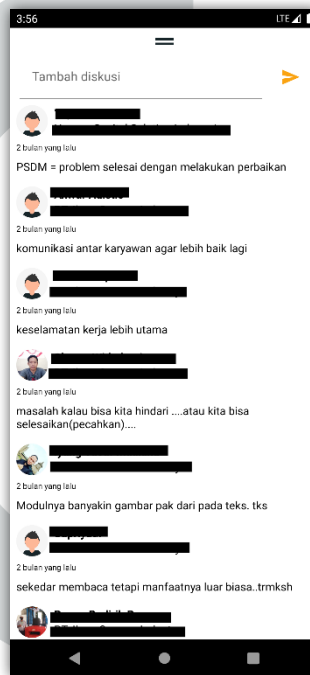 3:56
LTE
Tambah diskusi
2 bulan yang lalu
PSDM = problem selesai dengan melakukan perbaikan
2 bulan yang lalu
komunikasi antar karyawan agar lebih baik lagi
2 bulan yang lalu
keselamatan kerja lebih utama
2 bulan yang lalu
masalah kalau bisa kita hindari ....atau kita bisa
selesaikan(pecahkan)....
2 bulan yang lalu
Modulnya banyakin gambar pak dari pada teks. tks
2 bulan yang lalu
sekedar membaca tetapi manfaatnya luar biasa..trmksh